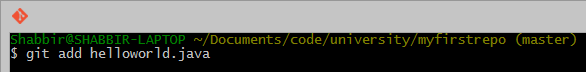 Shabbir@SHABBIR-LAPTOP ~/Documents/code/university/myfirstrepo (master)
$ git add helloworld.java